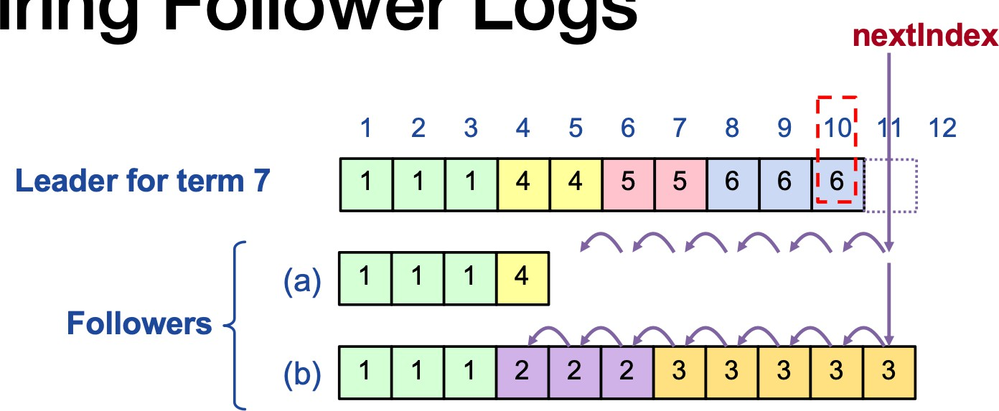 iring Follower Logs
nextIndex
1 2 3 4 5 6 7 8 9 10 11 12
Leader for term 7 1 1 1 4 4 5 5 6 6 6
(a) 1 1 1 4
Followers
(b) 1 1 1 2 2 2 3 3 3 3 3